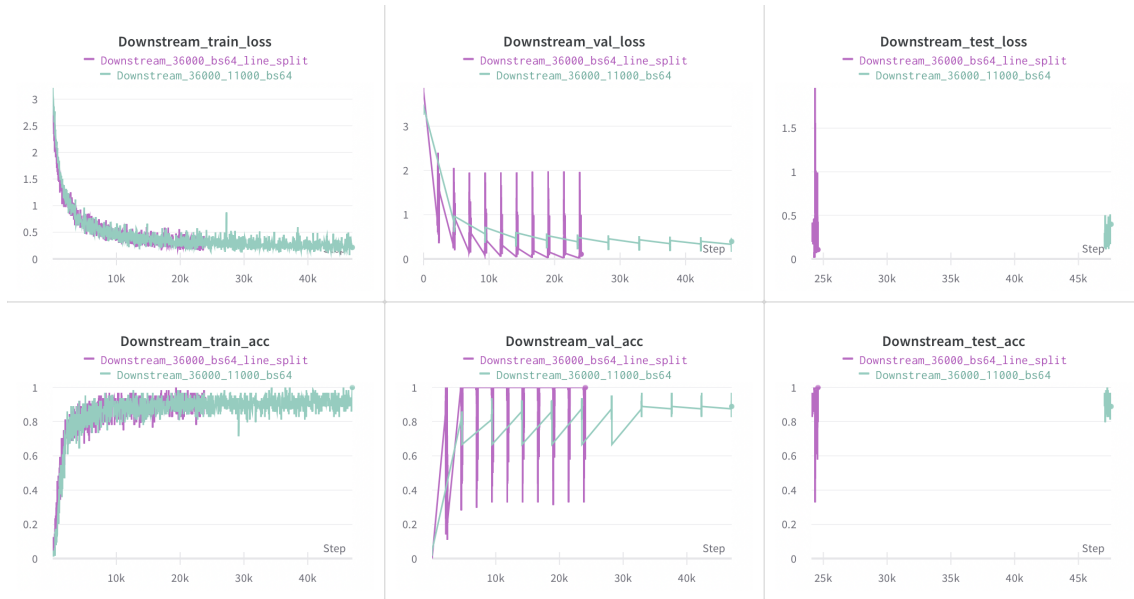 Downstream_train_loss
Downstream_36000_bs64_line_split
Downstream_36000_11000_bs64
3
2.5
2
1.5
1
0.5
0
10k
20k
30k
40k
Downstream_val_loss
Downstream_36000_bs64_line_split
Downstream_36000_11000_bs64
3
2
1
0
Step
0
10k
20k
30k
40k
Downstream_test_loss
Downstream_36000_bs64_line_split
Downstream_36000_11000_bs64
1.5
1
0.5
0
Step
25k
30k
35k
40k
45k
Downstream_train_acc
Downstream_36000_bs64_line_split
Downstream_36000_11000_bs64
1
0.8
0.6
0.4
0.2
0
Step
10k
20k
30k
40k
Downstream_val_acc
Downstream_36000_bs64_line_split
Downstream_36000_11000_bs64
1
0.8
0.6
0.4
0.2
0
Step
10k
20k
30k
40k
Downstream_test_acc
Downstream_36000_bs64_line_split
Downstream_36000_11000_bs64
1
0.8
0.6
0.4
0.2
0
Step
25k
30k
35k
40k
45k